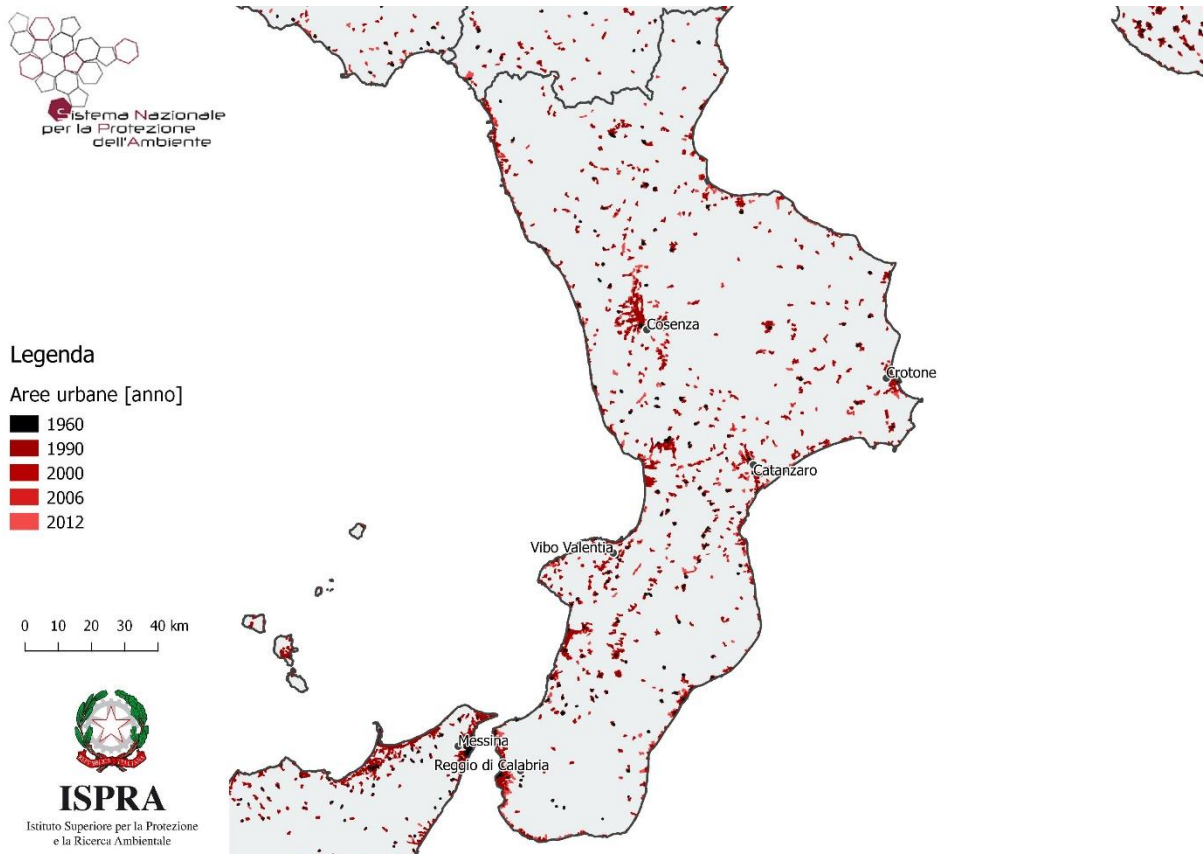 Sistema Nazionale
per la Protezione
dell'Ambiente
Legenda
Aree urbane [anno]
1960
1990
2000
2006
2012
0 10 20 30 40 km
ISPRA
Istituto Superiore per la Protezione
e la Ricerca Ambientale
Cosenza
Crotone
Catanzaro
Vibo Valentia
Messina
Reggio di Calabria